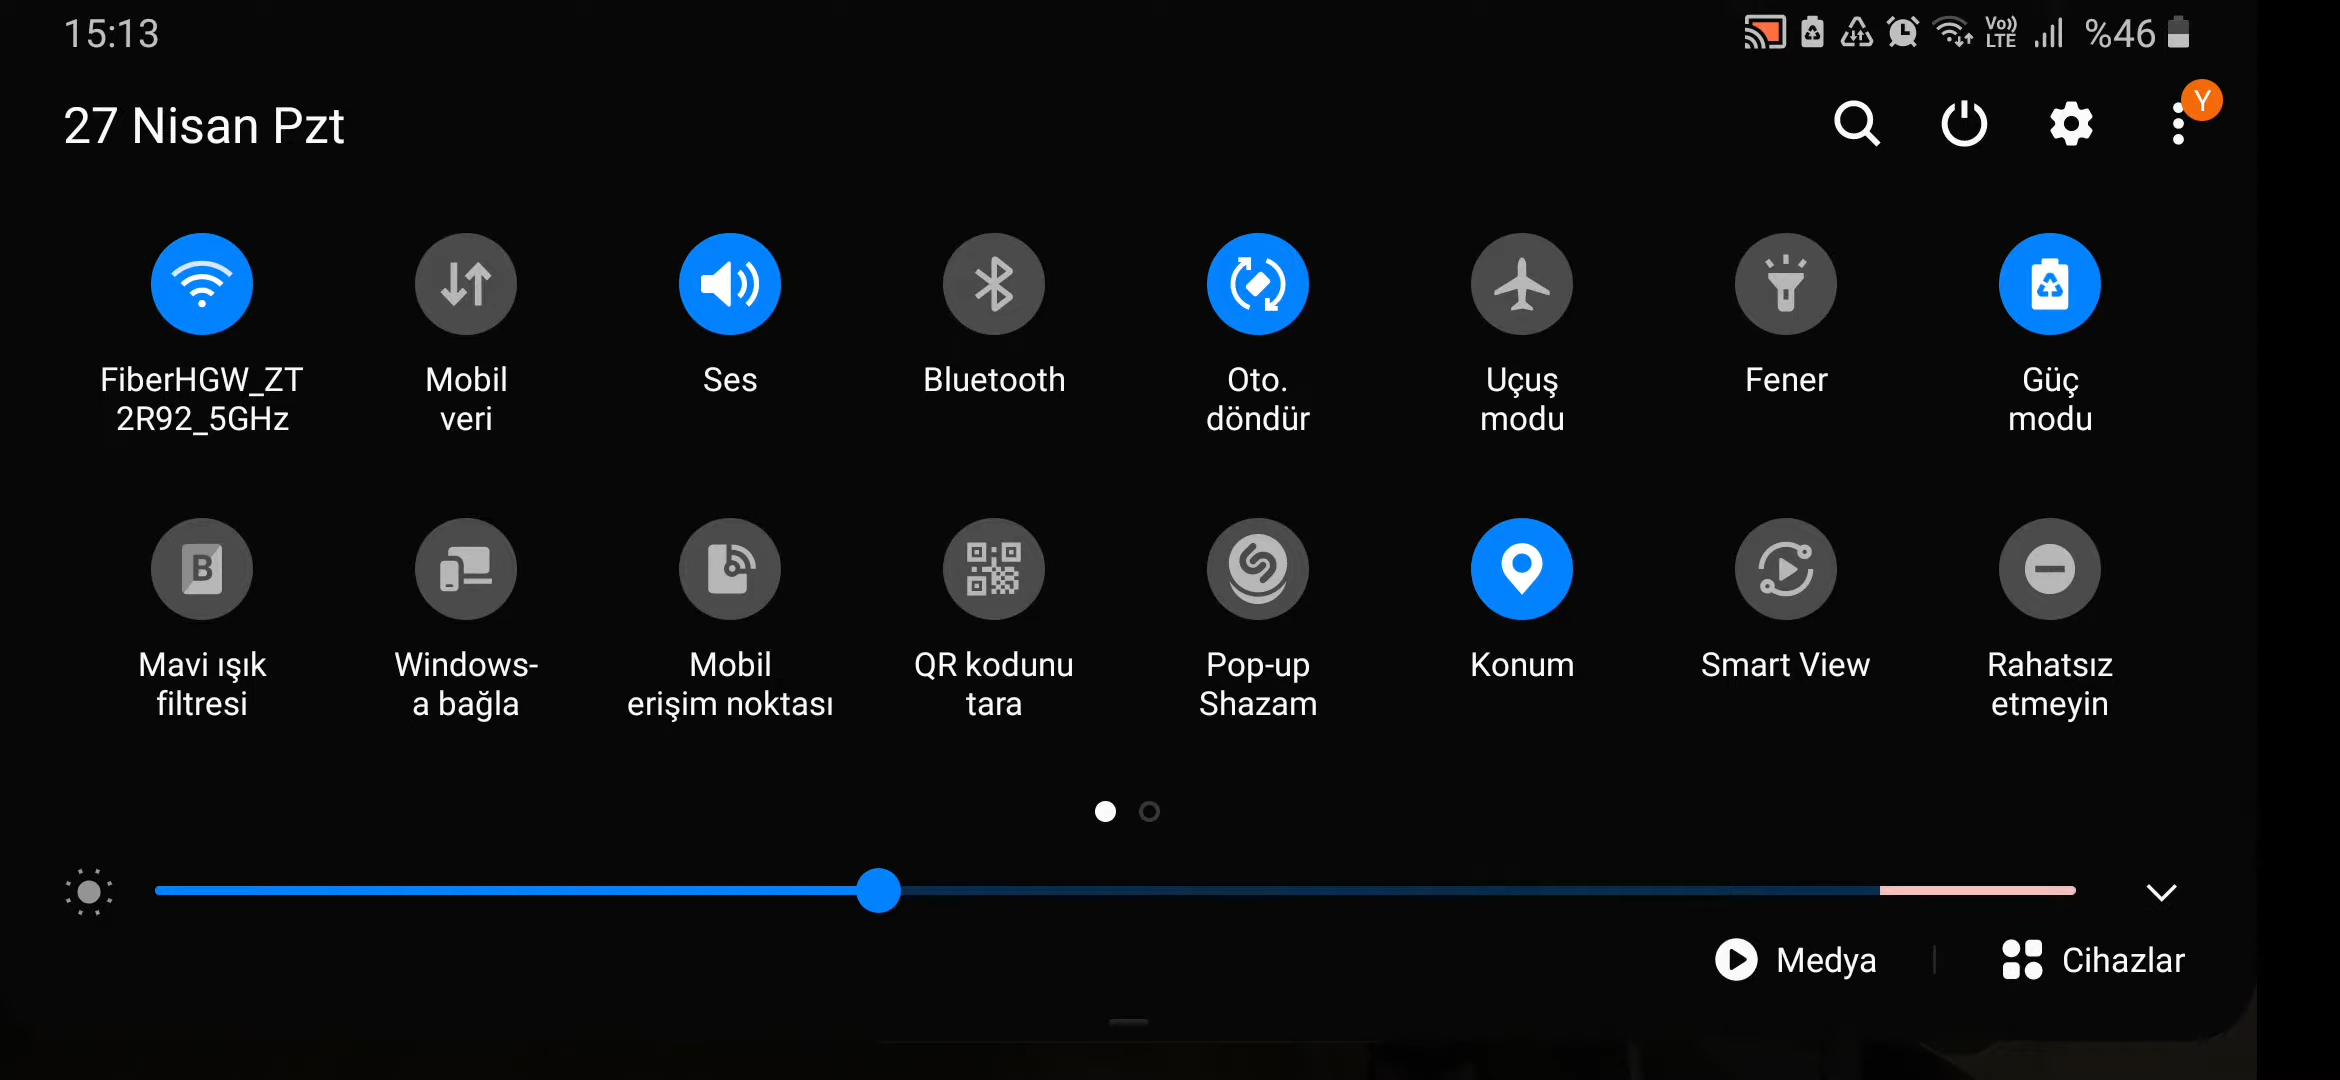 15:13
Vo)) LTE
%46
27 Nisan Pzt
Y
FiberHGW_ZT
2R92_5GHz
Mobil
veri
Ses
Bluetooth
Oto.
döndür
Uçuş
modu
Fener
Güç
modu
B
Mavi ışık
filtresi
Windows-
a bağla
Mobil
erişim noktası
QR kodunu
tara
Pop-up
Shazam
Konum
Smart View
Rahatsız
etmeyin
Medya
Cihazlar